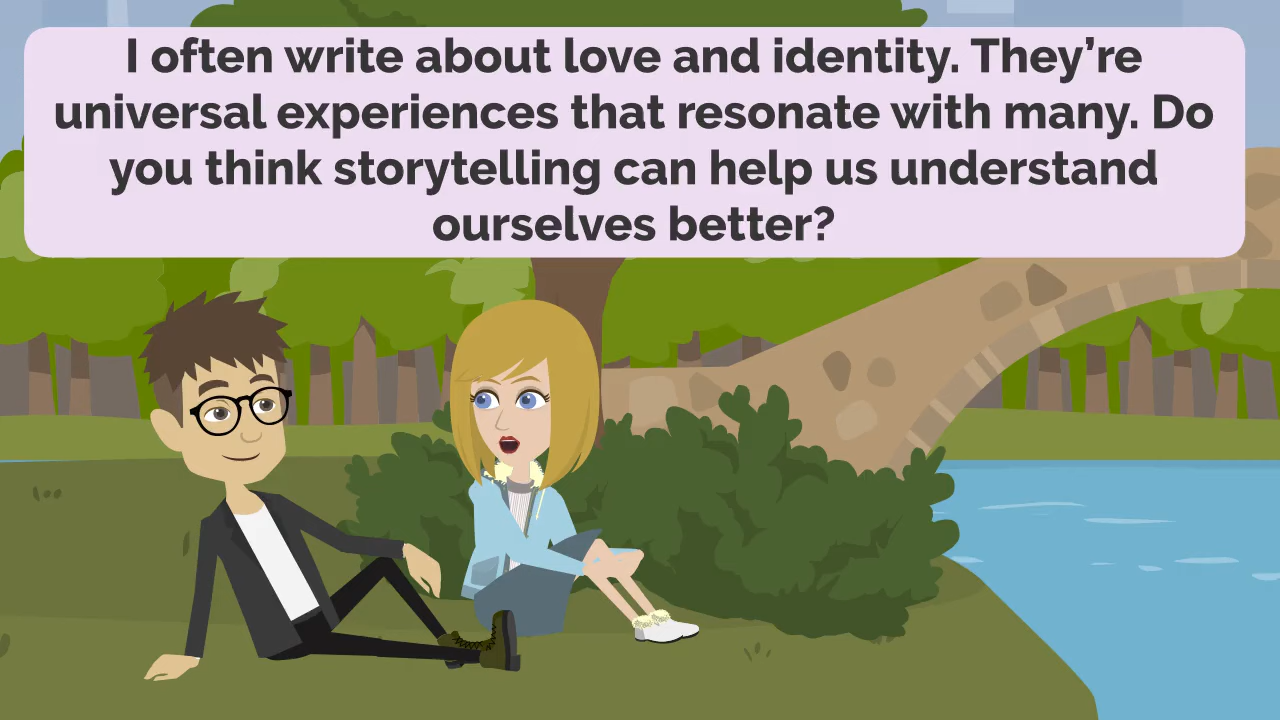 I often write about love and identity. They’re
universal experiences that resonate with many. Do
you think storytelling can help us understand
ourselves better?